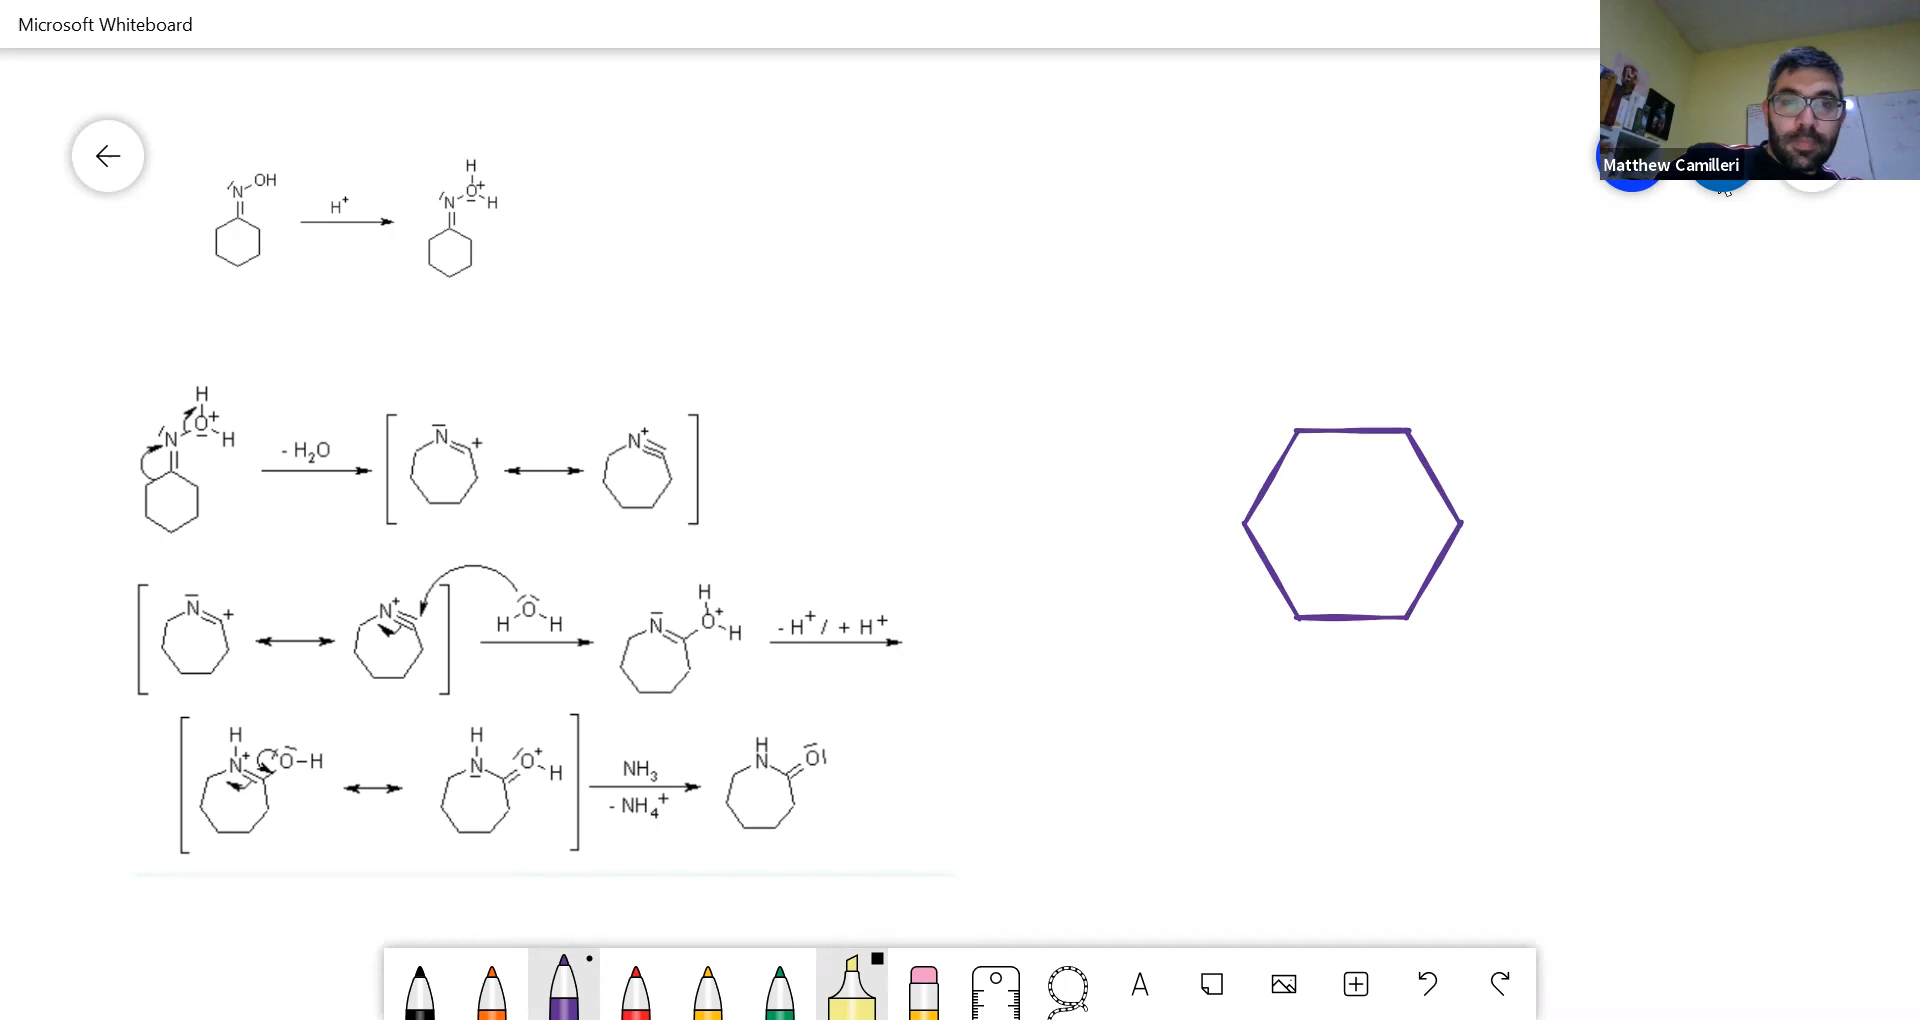 Microsoft Whiteboard
Matthew Camilleri
N OH H⁺ N H O⁺ H
N H O⁺ H - H₂O N + N⁺
N + N⁺ H O H N H O⁺ H - H⁺ / + H⁺
H N⁺ O-H H N O⁺ H NH₃ - NH₄⁺ H N O
A